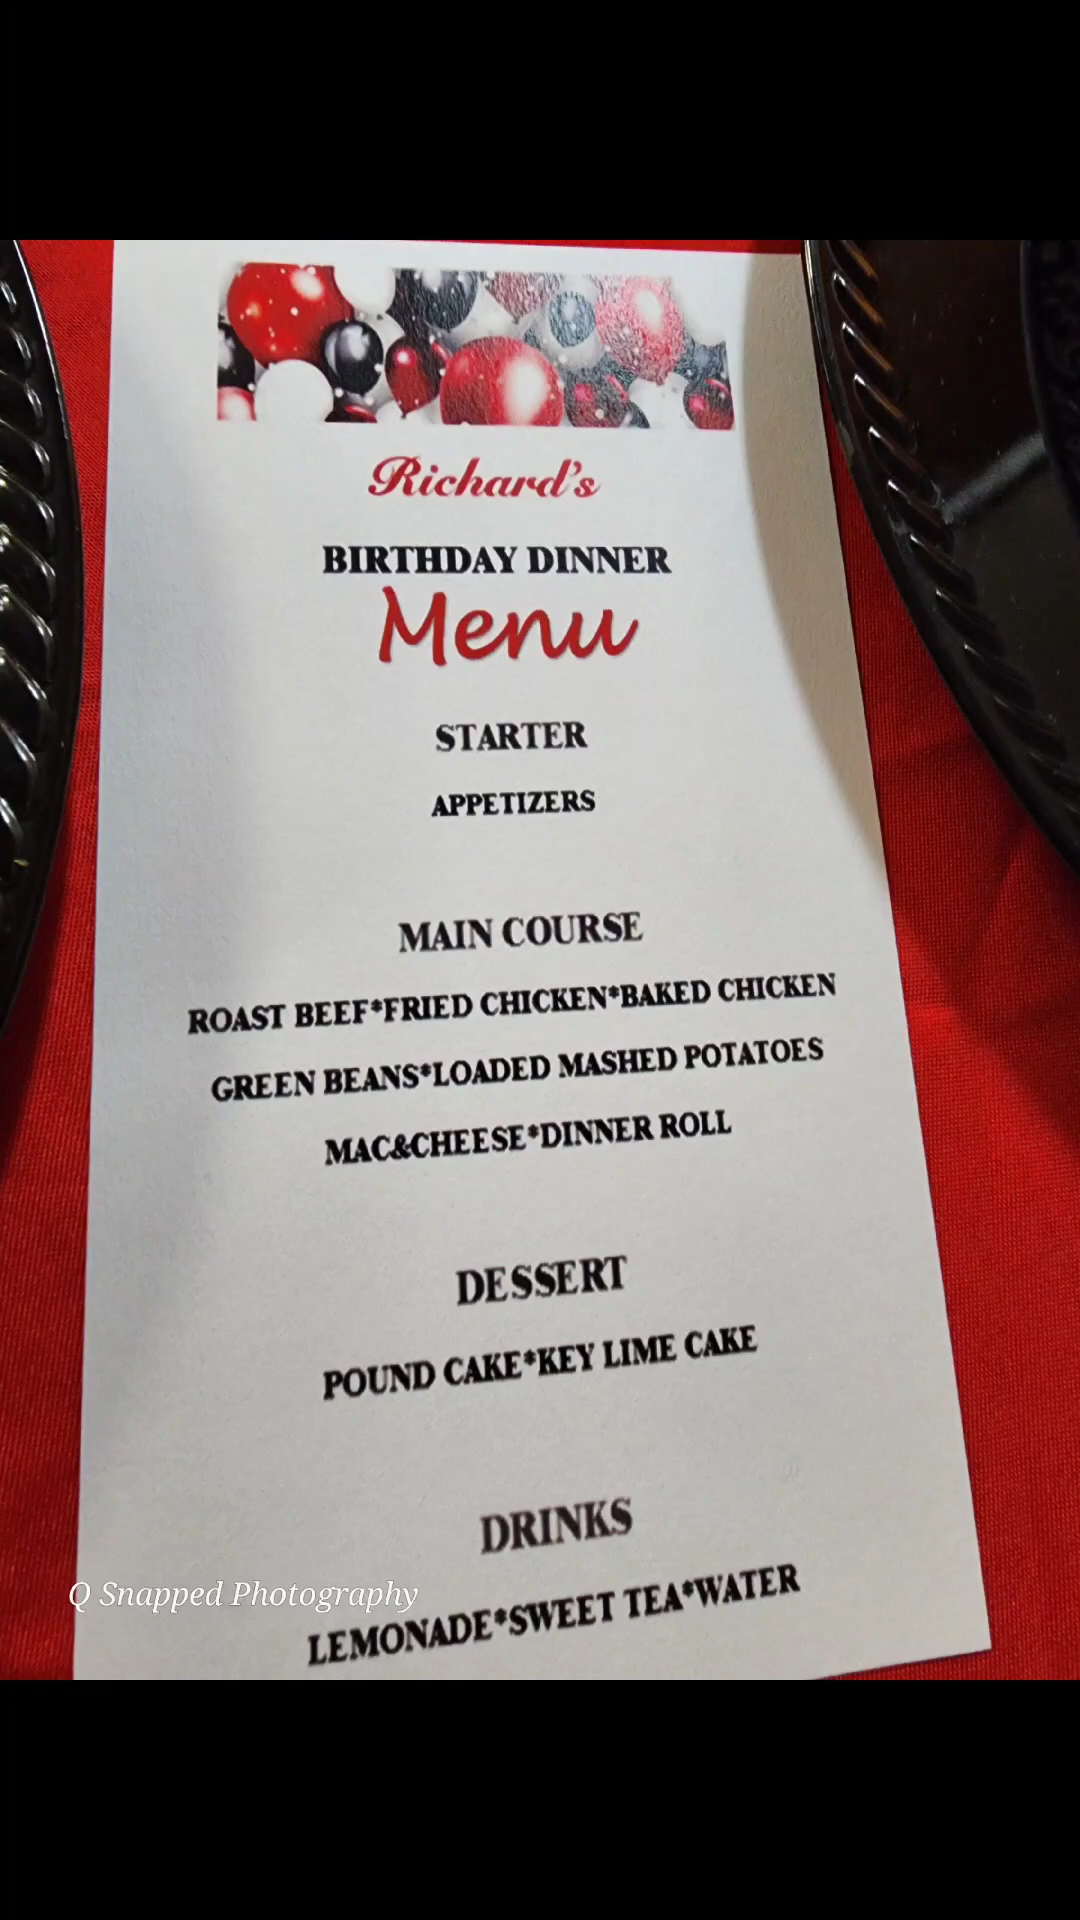 Richard's
BIRTHDAY DINNER
Menu
STARTER
APPETIZERS
MAIN COURSE
ROAST BEEF*FRIED CHICKEN*BAKED CHICKEN
GREEN BEANS*LOADED MASHED POTATOES
MAC&CHEESE*DINNER ROLL
DESSERT
POUND CAKE*KEY LIME CAKE
DRINKS
LEMONADE*SWEET TEA*WATER
Q Snapped Photography